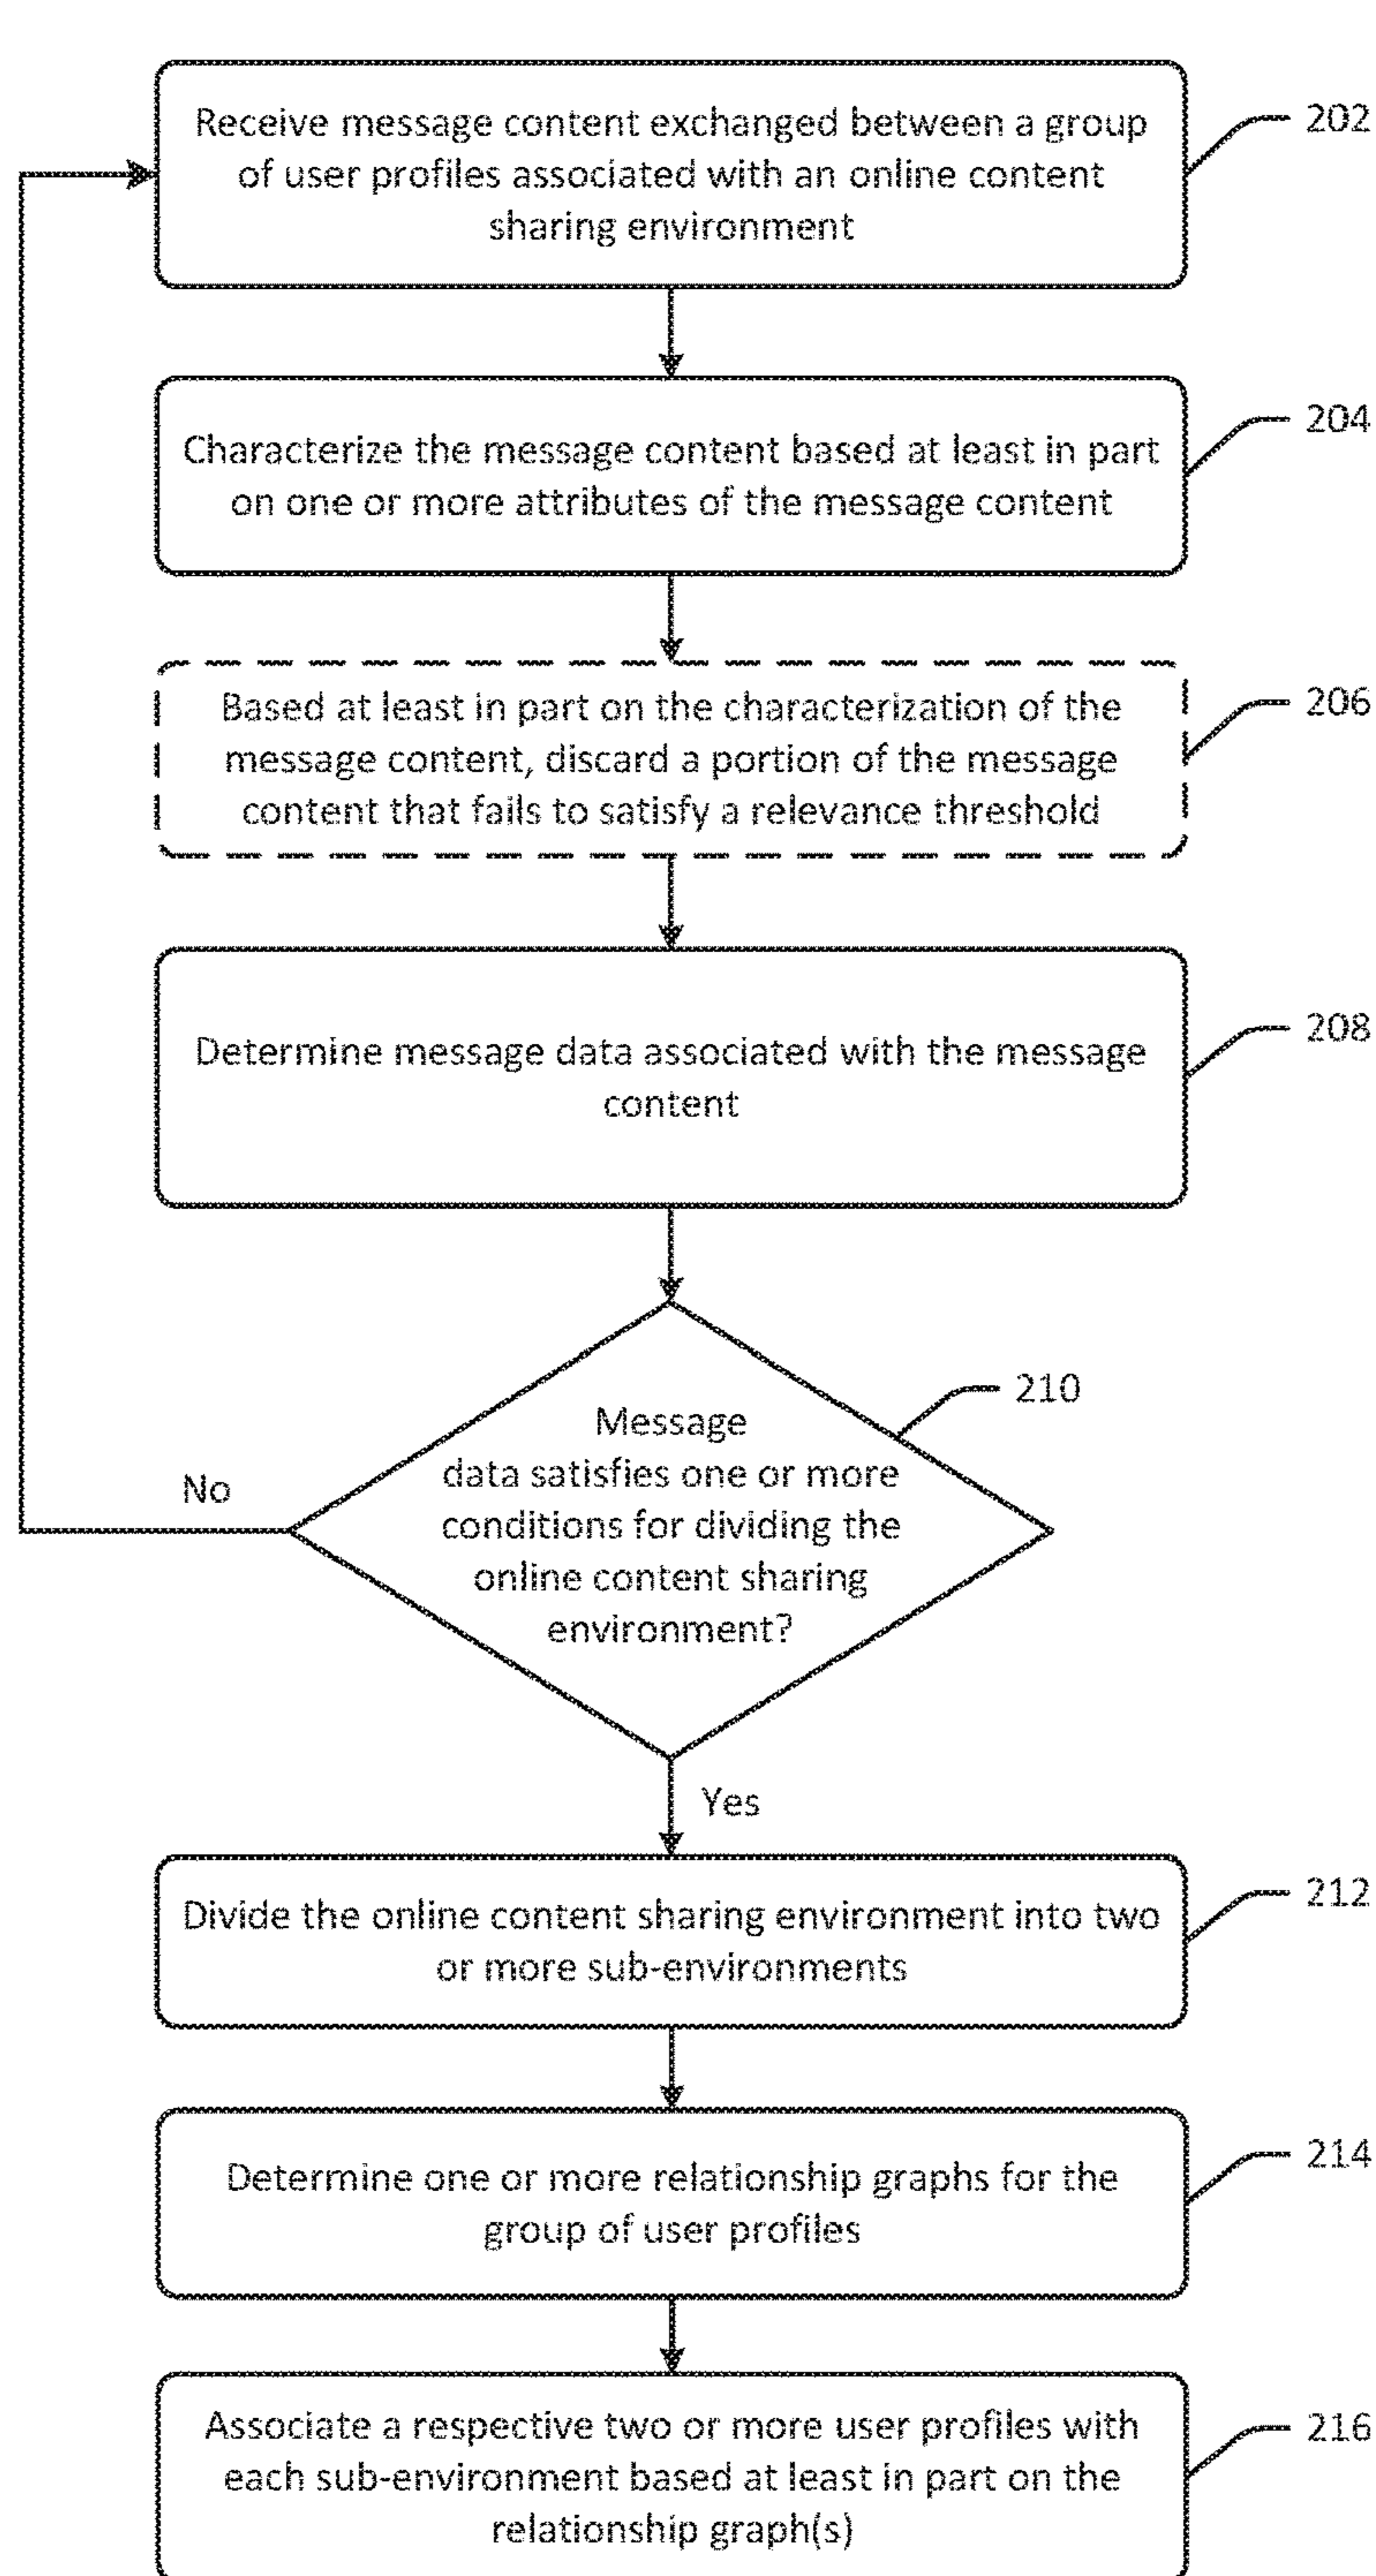 Receive message content exchanged between a group
of user profiles associated with an online content
sharing environment
202
Characterize the message content based at least in part
on one or more attributes of the message content
204
Based at least in part on the characterization of the
message content, discard a portion of the message
content that fails to satisfy a relevance threshold
206
Determine message data associated with the message
content
208
Message
data satisfies one or more
conditions for dividing the
online content sharing
environment?
210
No
Yes
Divide the online content sharing environment into two
or more sub-environments
212
Determine one or more relationship graphs for the
group of user profiles
214
Associate a respective two or more user profiles with
each sub-environment based at least in part on the
relationship graph(s)
216